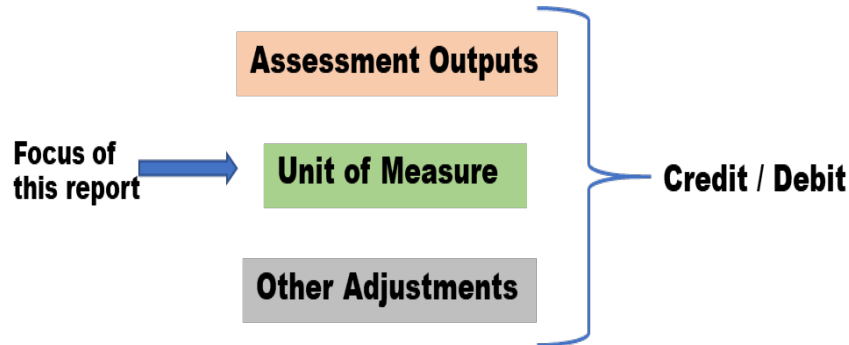 Assessment Outputs
Focus of
this report
Unit of Measure
Credit / Debit
Other Adjustments